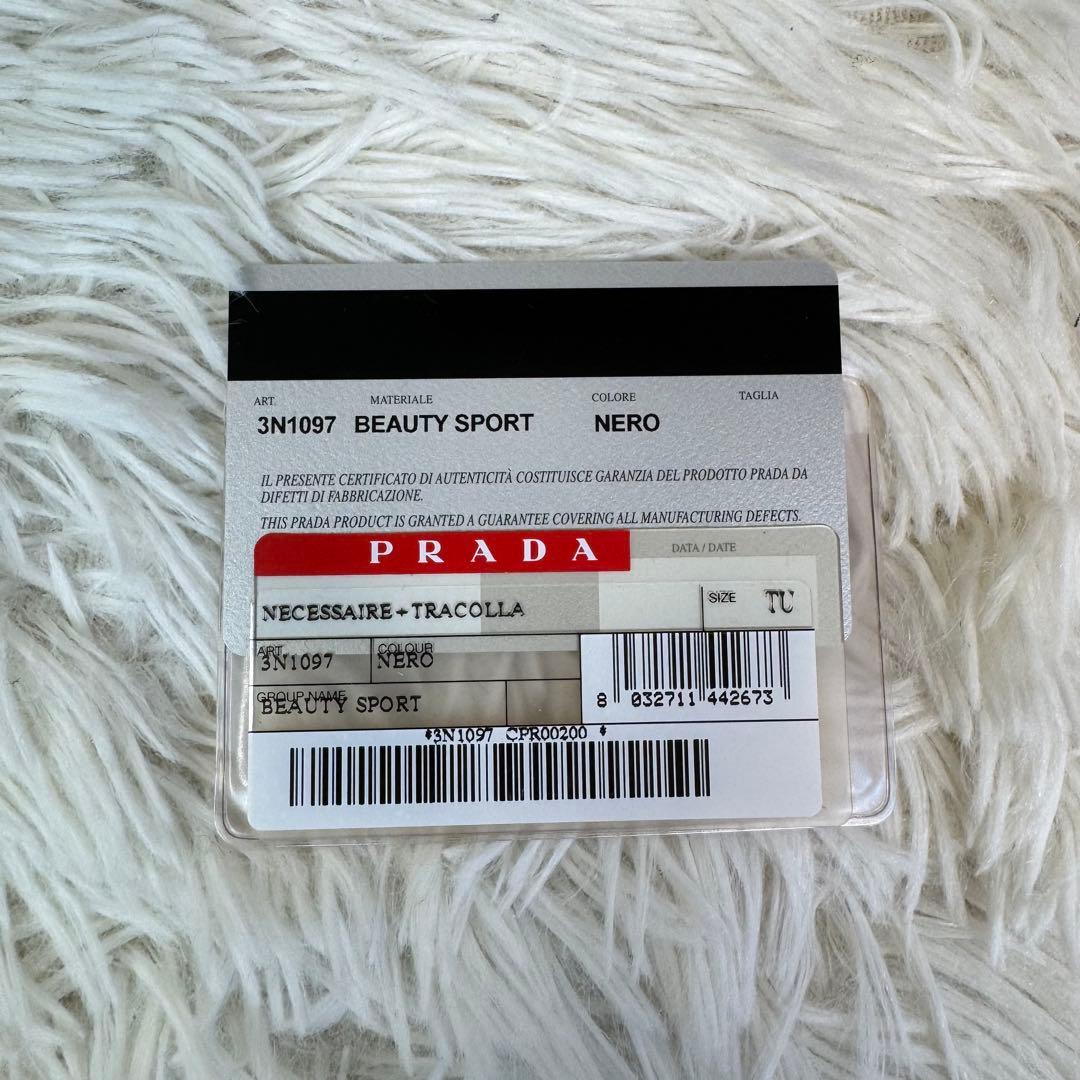 ART. MATERIALE COLORE TAGLIA
3N1097 BEAUTY SPORT NERO
IL PRESENTE CERTIFICATO DI AUTENTICITÀ COSTITUISCE GARANZIA DEL PRODOTTO PRADA DA
DIFETTI DI FABBRICAZIONE.
THIS PRADA PRODUCT IS GRANTED A GUARANTEE COVERING ALL MANUFACTURING DEFECTS.
PRADA DATA / DATE
NECESSAIRE+TRACOLLA SIZE TU
ART. COLOUR
3N1097 NERO
GROUP NAME
BEAUTY SPORT
8 032711 442673
*3N1097 CPR00200 *